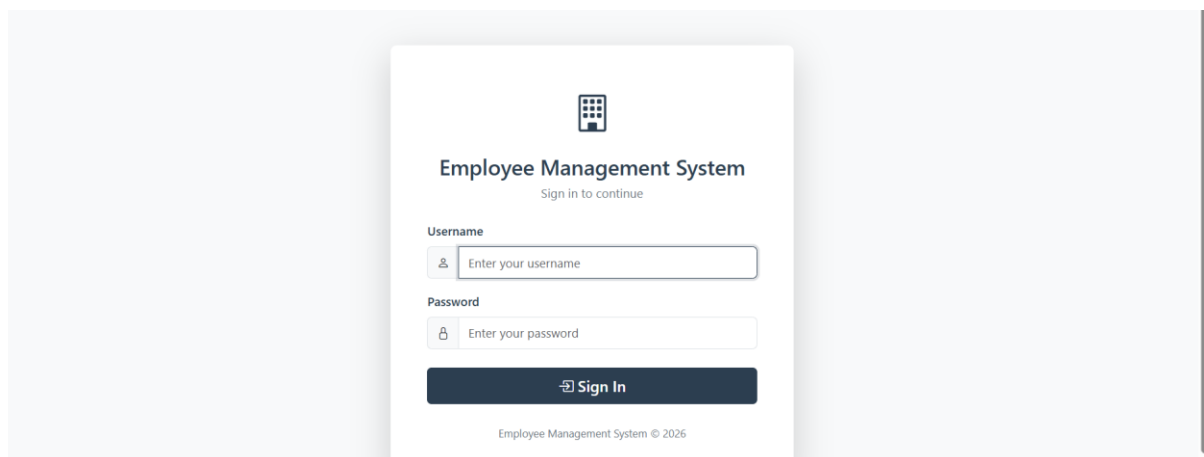 Employee Management System
Sign in to continue
Username
Enter your username
Password
Enter your password
Sign In
Employee Management System © 2026